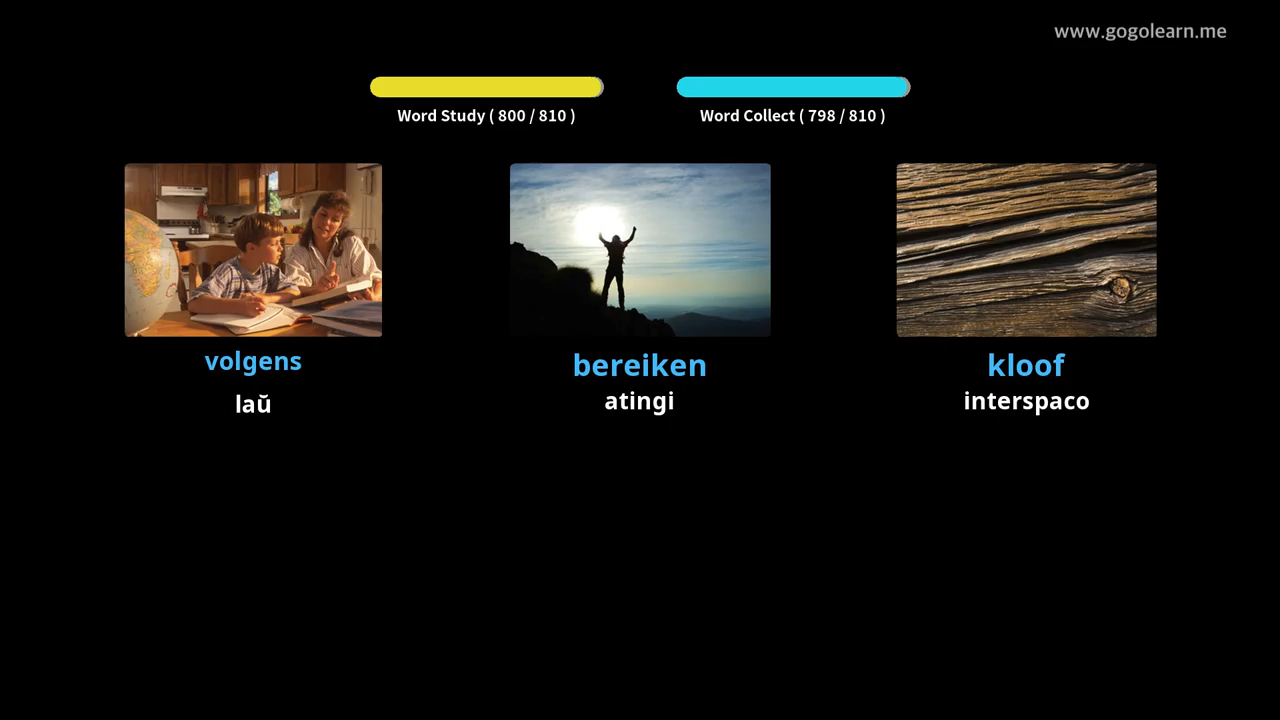 www.gogolearn.me
Word Study ( 800 / 810 )
Word Collect ( 798 / 810 )
volgens
laŭ
bereiken
atingi
kloof
interspaco